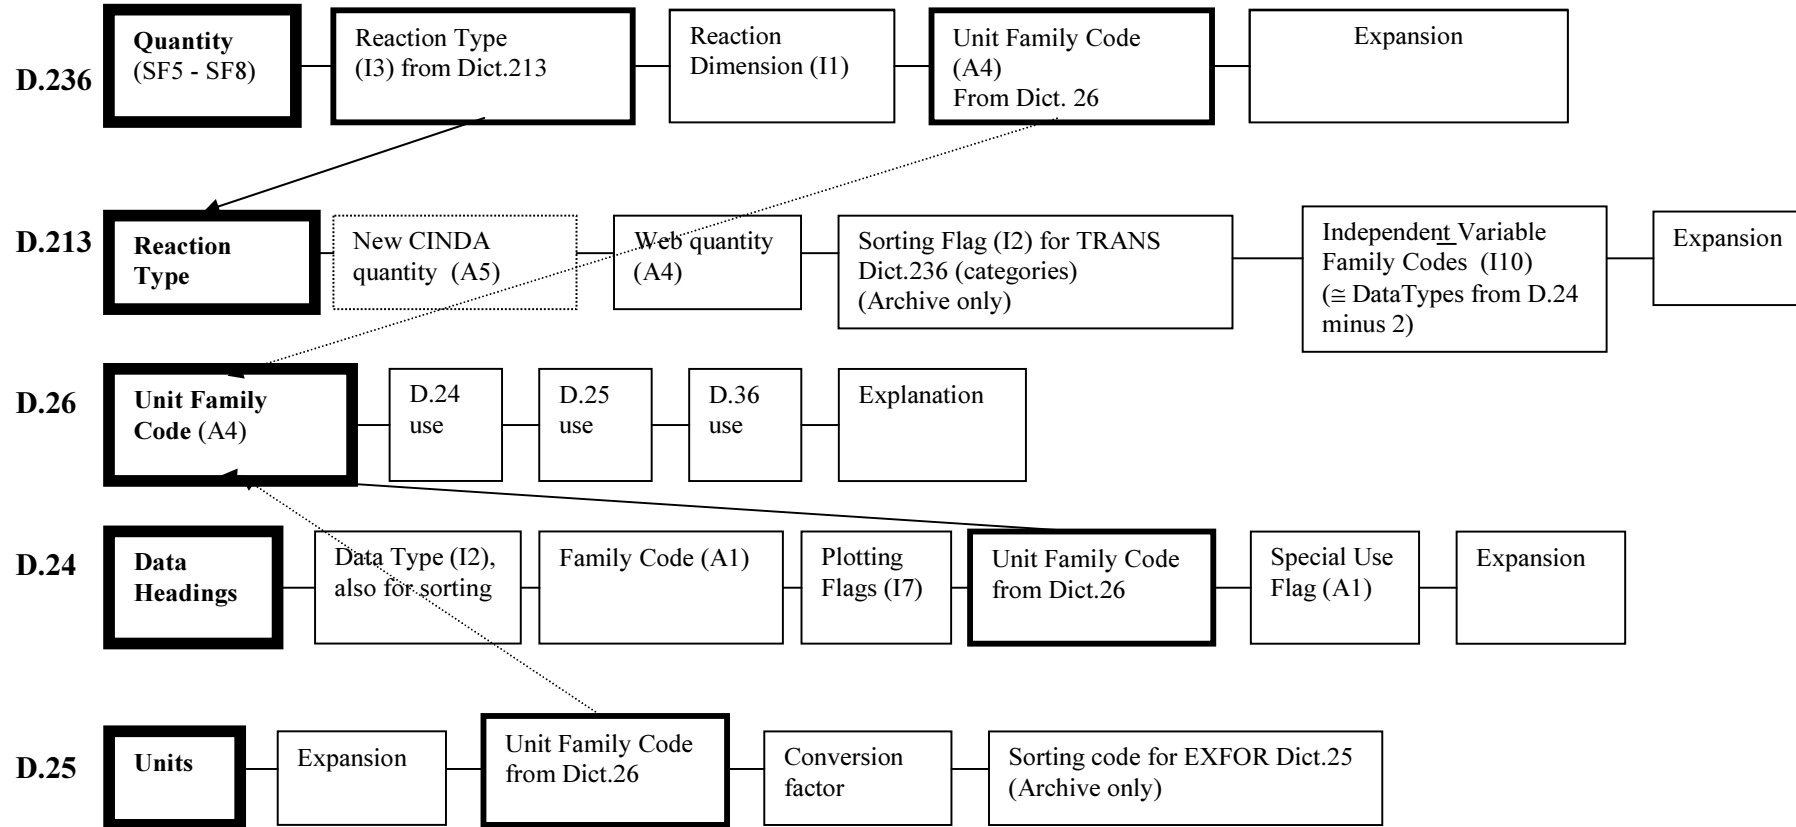 D.236
Quantity
(SF5 - SF8)
Reaction Type
(I3) from Dict.213
Reaction
Dimension (I1)
Unit Family Code
(A4)
From Dict. 26
Expansion
D.213
Reaction
Type
New CINDA
quantity (A5)
Web quantity
(A4)
Sorting Flag (I2) for TRANS
Dict.236 (categories)
(Archive only)
Independent Variable
Family Codes (I10)
(≅ DataTypes from D.24
minus 2)
Expansion
D.26
Unit Family
Code (A4)
D.24
use
D.25
use
D.36
use
Explanation
D.24
Data
Headings
Data Type (I2),
also for sorting
Family Code (A1)
Plotting
Flags (I7)
Unit Family Code
from Dict.26
Special Use
Flag (A1)
Expansion
D.25
Units
Expansion
Unit Family Code
from Dict.26
Conversion
factor
Sorting code for EXFOR Dict.25
(Archive only)